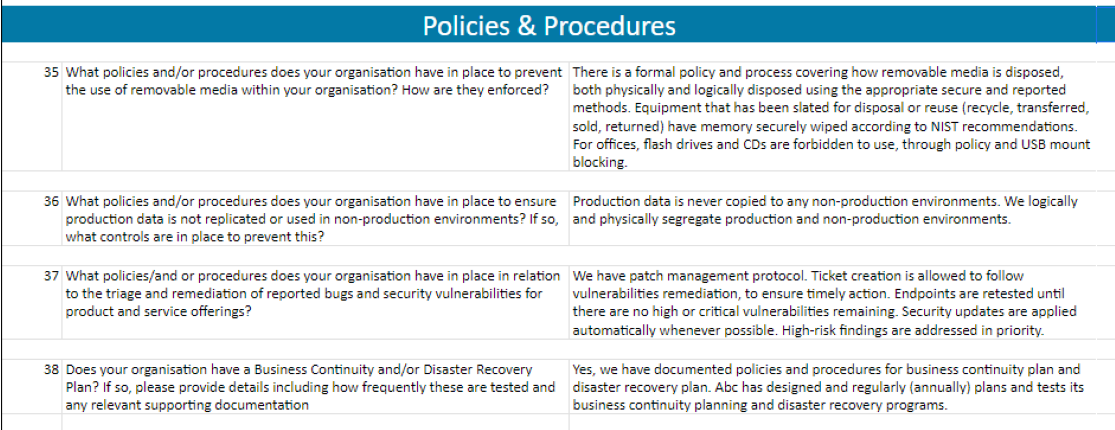 Policies & Procedures
35 What policies and/or procedures does your organisation have in place to prevent
the use of removable media within your organisation? How are they enforced?
There is a formal policy and process covering how removable media is disposed,
both physically and logically disposed using the appropriate secure and reported
methods. Equipment that has been slated for disposal or reuse (recycle, transferred,
sold, returned) have memory securely wiped according to NIST recommendations.
For offices, flash drives and CDs are forbidden to use, through policy and USB mount
blocking.
36 What policies and/or procedures does your organisation have in place to ensure
production data is not replicated or used in non-production environments? If so,
what controls are in place to prevent this?
Production data is never copied to any non-production environments. We logically
and physically segregate production and non-production environments.
37 What policies/and or procedures does your organisation have in place in relation
to the triage and remediation of reported bugs and security vulnerabilities for
product and service offerings?
We have patch management protocol. Ticket creation is allowed to follow
vulnerabilities remediation, to ensure timely action. Endpoints are retested until
there are no high or critical vulnerabilities remaining. Security updates are applied
automatically whenever possible. High-risk findings are addressed in priority.
38 Does your organisation have a Business Continuity and/or Disaster Recovery
Plan? If so, please provide details including how frequently these are tested and
any relevant supporting documentation
Yes, we have documented policies and procedures for business continuity plan and
disaster recovery plan. Abc has designed and regularly (annually) plans and tests its
business continuity planning and disaster recovery programs.